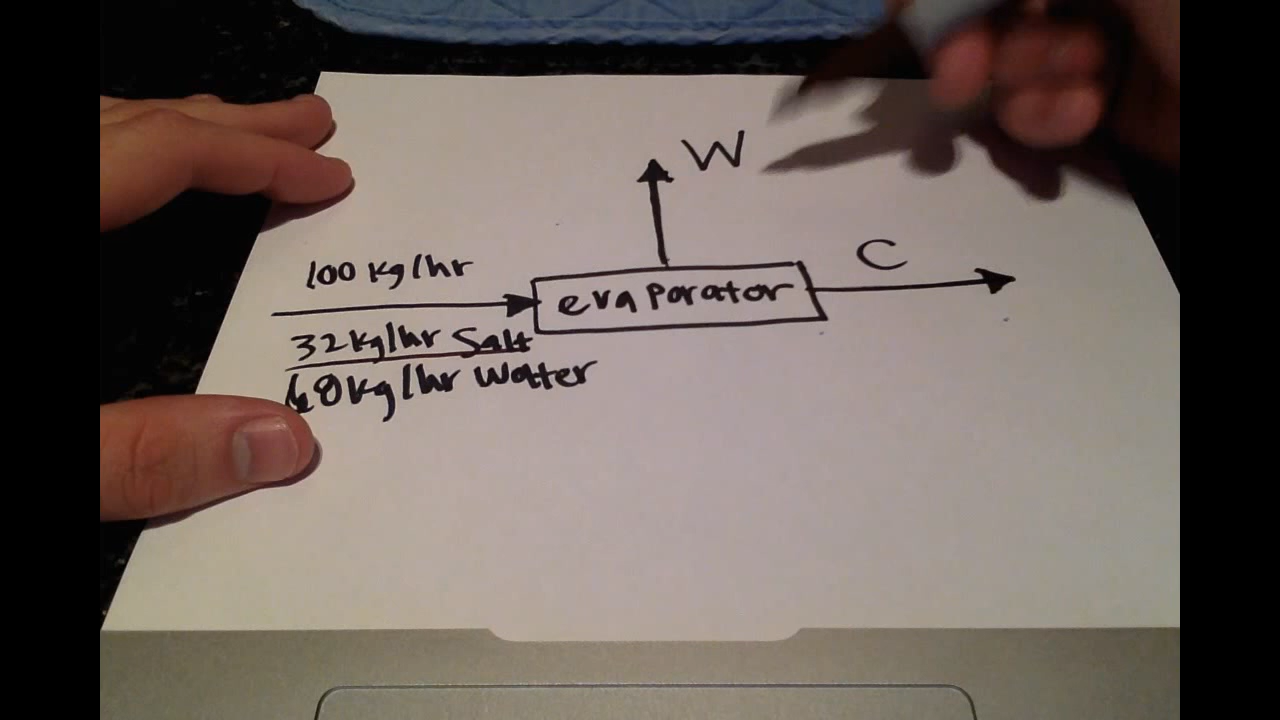 W
C
100 kg/hr
evaporator
32 kg/hr Salt
68 kg/hr Water